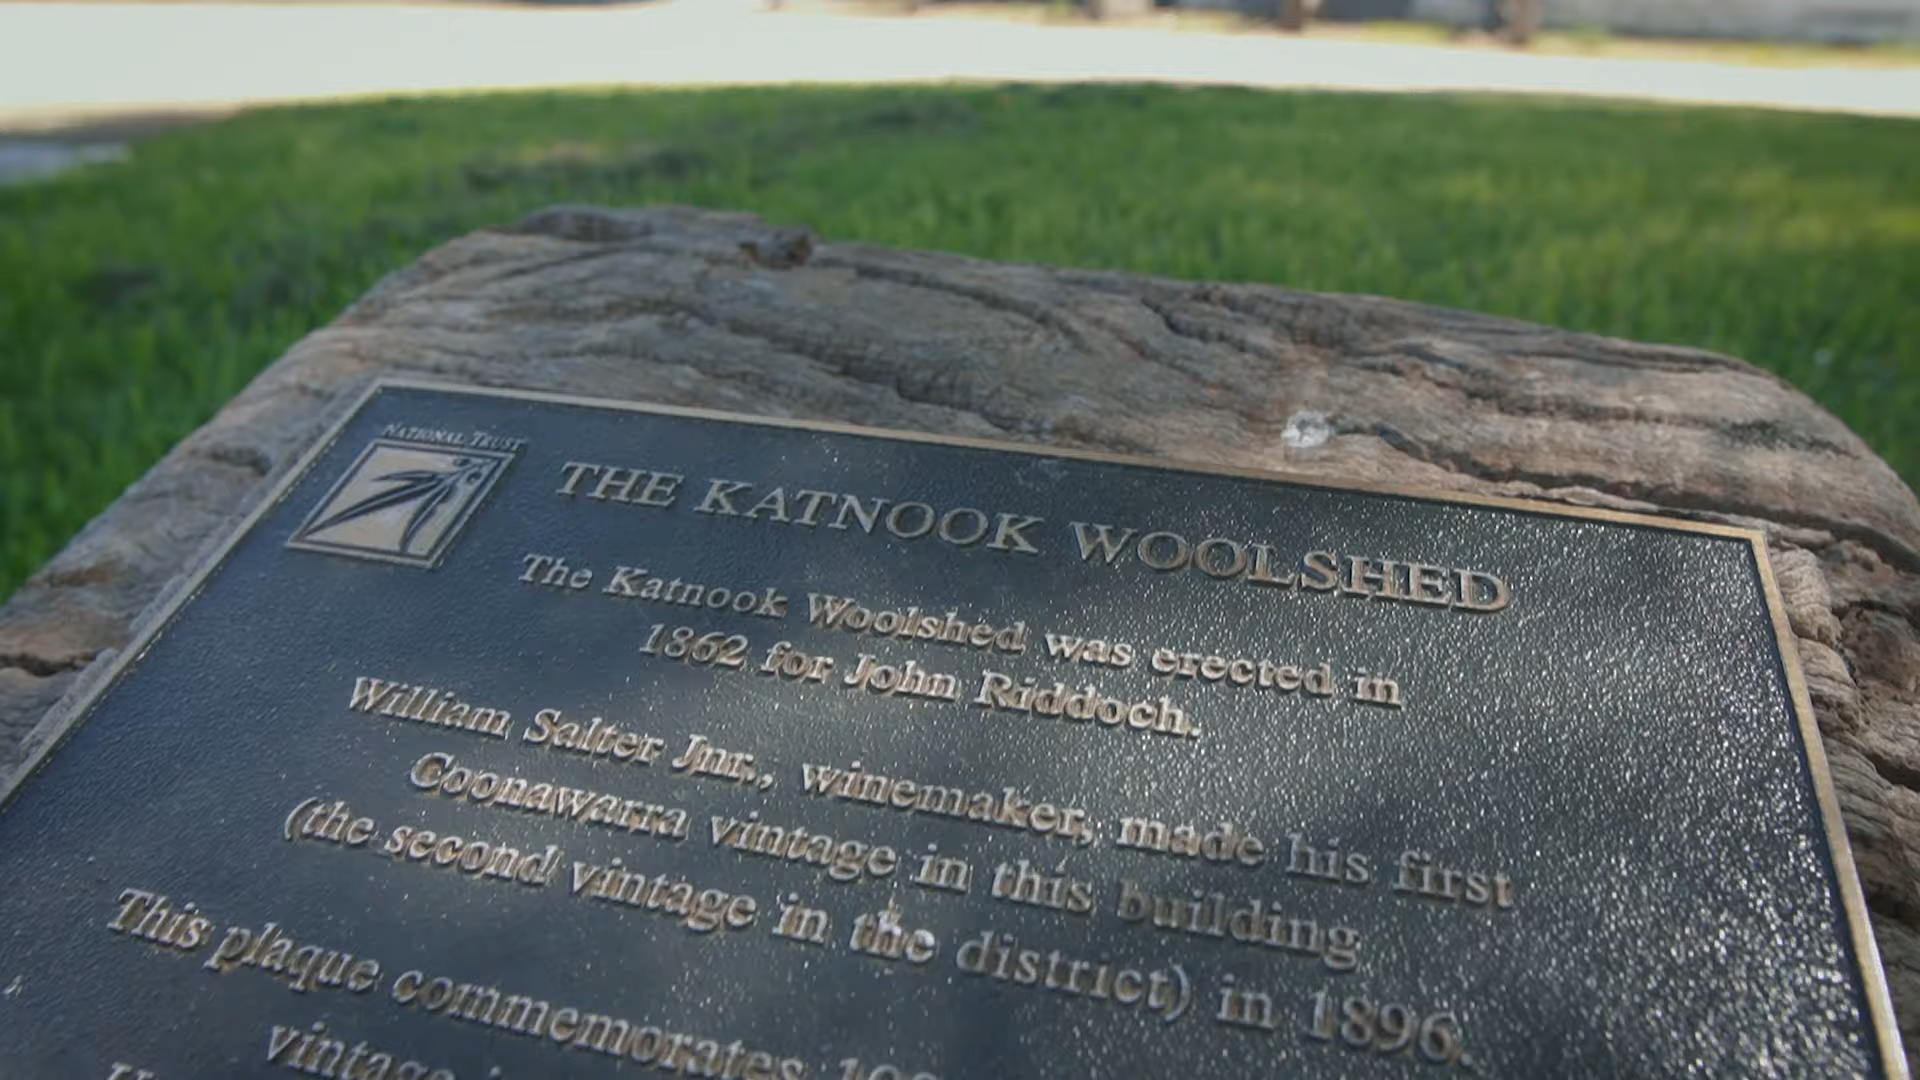 NATIONAL TRUST
THE KATNOOK WOOLSHED
The Katnook Woolshed was erected in
1862 for John Riddoch.
William Salter Jnr., winemaker, made his first
Coonawarra vintage in this building
(the second vintage in the district) in 1896.
This plaque commemorates
vintage